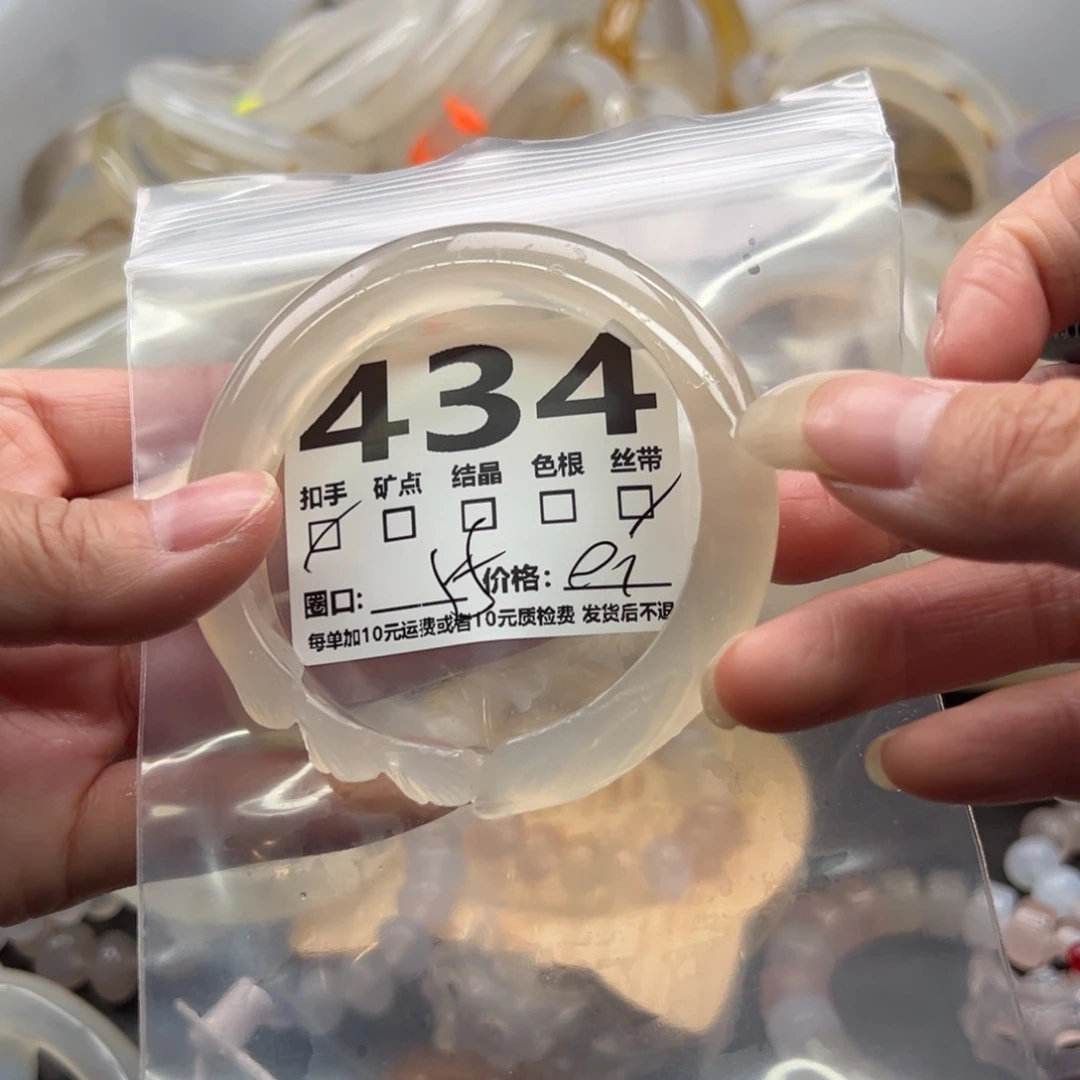 434
扣手 矿点 结晶 色根 丝带
圈口: 价格:
每单加10元运费或者10元质检费 发货后不退